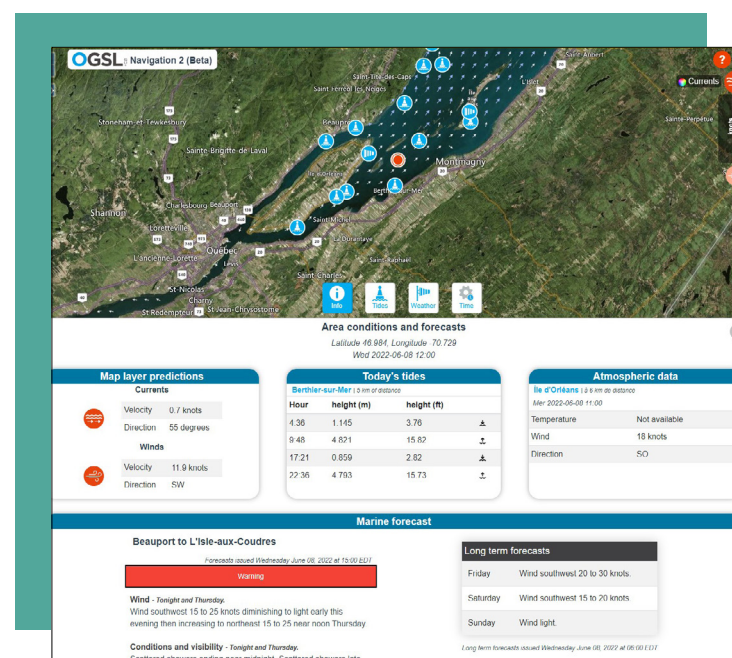 OGSL Navigation 2 (Beta)
?
Currents
Saint-Tite-des-Caps
Saint Ferréol les Neiges
L'Islet
Stoneham-et-Tewkesbury
Beaupré
Sainte-Perpétue
Sainte-Brigitte-de-Laval
Montmagny
Charlesbourg Beauport
Shannon
Loretteville
Saint Michel
La Durantaye
Québec
L'ancienne-Lorette
Lévis
Saint-Raphaël
Saint-Charles
St-Nicolas
Charny
St Rédempteur
St Jean-Chrysostome
Info
Tides
Weather
Time
Area conditions and forecasts
Latitude 46.984, Longitude -70.729
Wed 2022-06-08 12:00
Map layer predictions
Currents
Velocity 0.7 knots
Direction 55 degrees
Winds
Velocity 11.9 knots
Direction SW
Today's tides
Berthier-sur-Mer | 5 km of distance
Hour height (m) height (ft)
4:36 1.145 3.76
9:48 4.821 15.82
17:21 0.859 2.82
22:36 4.793 15.73
Atmospheric data
Île d'Orléans | à 6 km de distance
Mer 2022-06-08 11:00
Temperature Not available
Wind 18 knots
Direction SO
Marine forecast
Beauport to L'Isle-aux-Coudres
Forecasts issued Wednesday June 08, 2022 at 15:00 EDT
Warning
Wind - Tonight and Thursday.
Wind southwest 15 to 25 knots diminishing to light early this
evening then increasing to northeast 15 to 25 near noon Thursday
Conditions and visibility - Tonight and Thursday.
Scattered showers ending near midnight. Scattered showers late
Long term forecasts
Friday Wind southwest 20 to 30 knots.
Saturday Wind southwest 15 to 20 knots
Sunday Wind light.
Long term forecasts issued Wednesday June 08, 2022 at 05:00 EDT